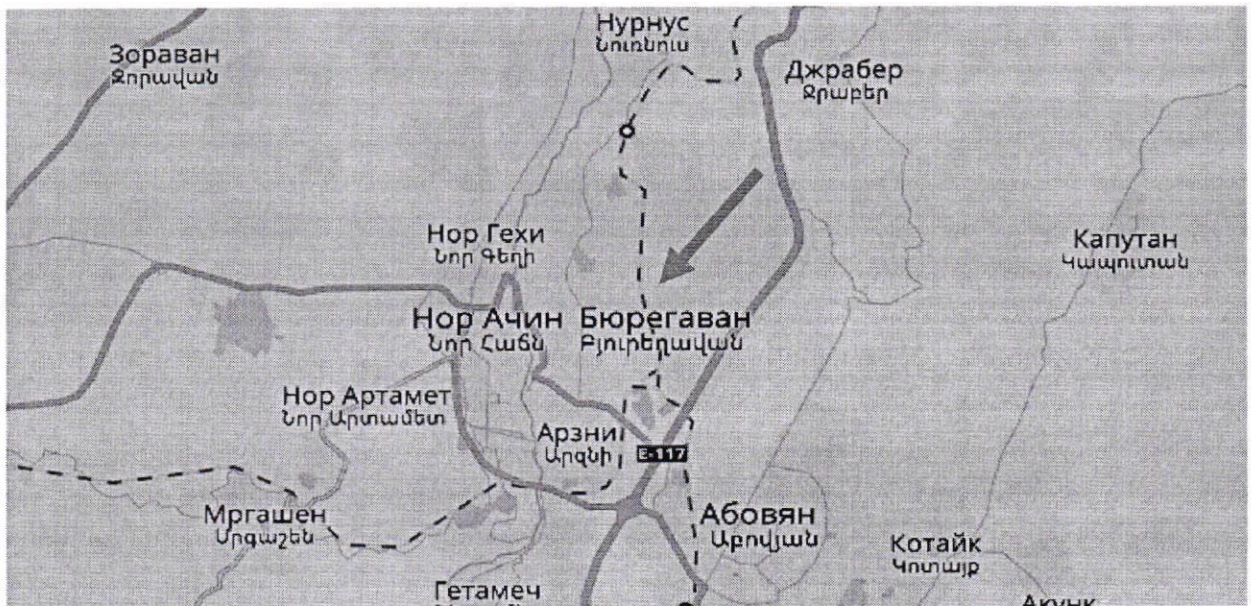 Нурнус
Նուռնուս
Зораван
Զորավան
Джрабер
Ջրաբեր
Нор Гехи
Նոր Գեղի
Капутан
Կապուտան
Нор Ачин
Նոր Հաճն
Бюрегаван
Բյուրեղավան
Нор Артамет
Նոր Արտամետ
Арзни
Արզնի
E-117
Мргашен
Մրգաշեն
Абовян
Աբովյան
Котайк
Կոտայք
Гетамеч
Акунк